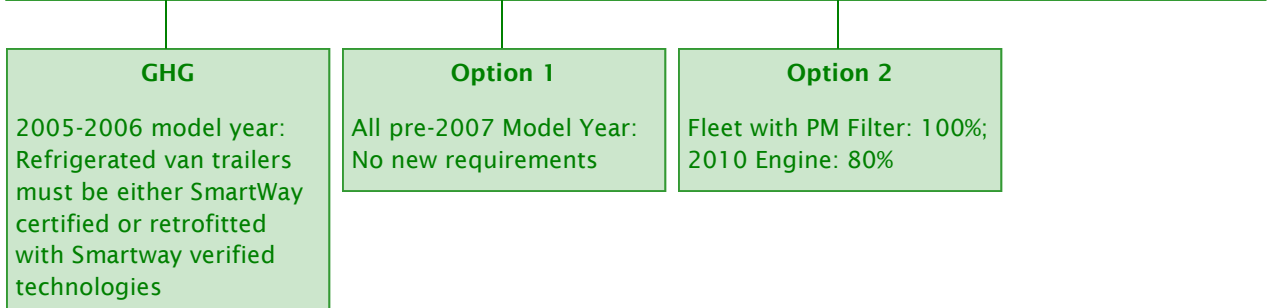 GHG
2005-2006 model year:
Refrigerated van trailers
must be either SmartWay
certified or retrofitted
with Smartway verified
technologies
Option 1
All pre-2007 Model Year:
No new requirements
Option 2
Fleet with PM Filter: 100%;
2010 Engine: 80%